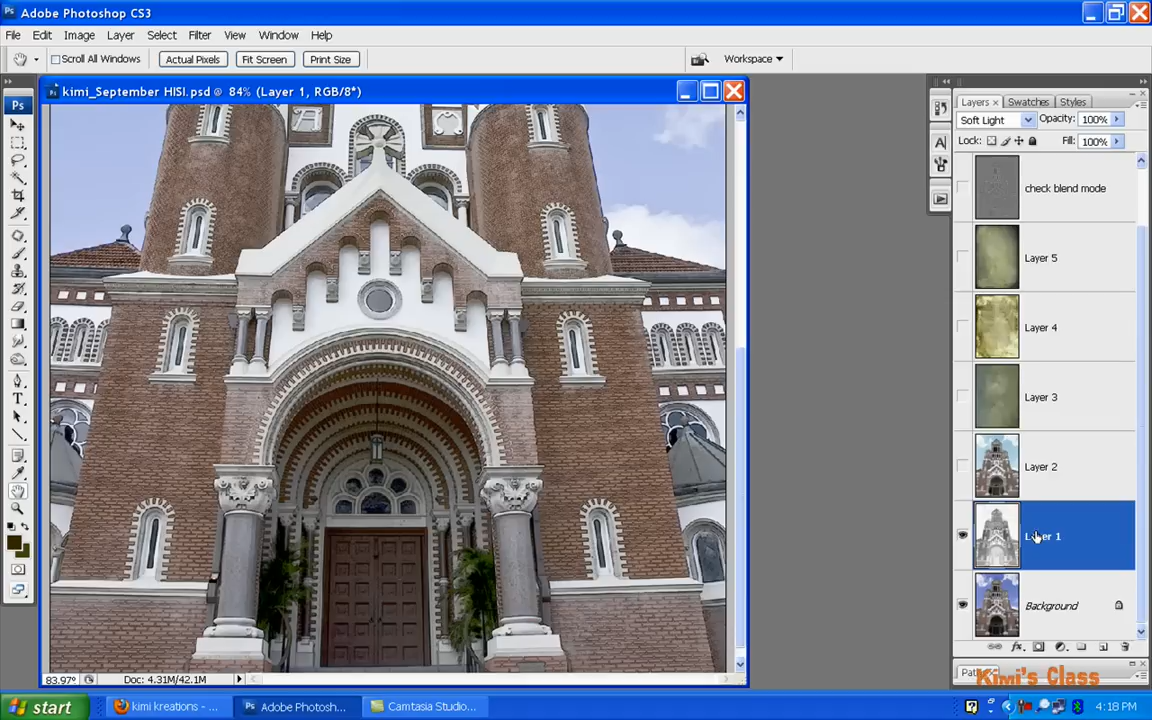 Adobe Photoshop CS3
File Edit Image Layer Select Filter View Window Help
Scroll All Windows Actual Pixels Fit Screen Print Size Workspace
kimi_September HISI.psd @ 84% (Layer 1, RGB/8*)
Layers × Swatches Styles
Soft Light Opacity: 100%
Lock: Fill: 100%
check blend mode
Layer 5
Layer 4
Layer 3
Layer 2
Layer 1
Background
83.97% Doc: 4.31M/42.1M
Kimi's Class
start kimi kreations - ... Adobe Photosh... Camtasia Studio... 4:18 PM